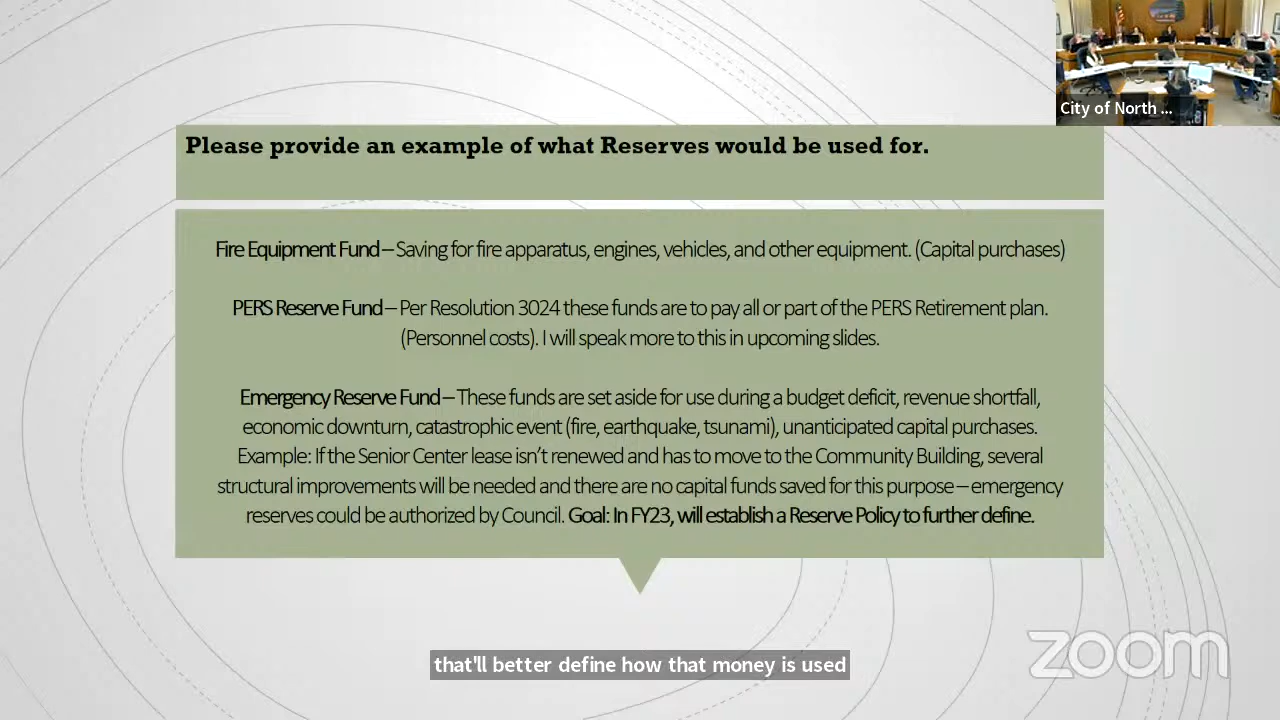 City of North ...
Please provide an example of what Reserves would be used for.
Fire Equipment Fund – Saving for fire apparatus, engines, vehicles, and other equipment. (Capital purchases)
PERS Reserve Fund – Per Resolution 3024 these funds are to pay all or part of the PERS Retirement plan.
(Personnel costs). I will speak more to this in upcoming slides.
Emergency Reserve Fund – These funds are set aside for use during a budget deficit, revenue shortfall,
economic downturn, catastrophic event (fire, earthquake, tsunami), unanticipated capital purchases.
Example: If the Senior Center lease isn’t renewed and has to move to the Community Building, several
structural improvements will be needed and there are no capital funds saved for this purpose – emergency
reserves could be authorized by Council. Goal: In FY23, will establish a Reserve Policy to further define.
that'll better define how that money is used
zoom